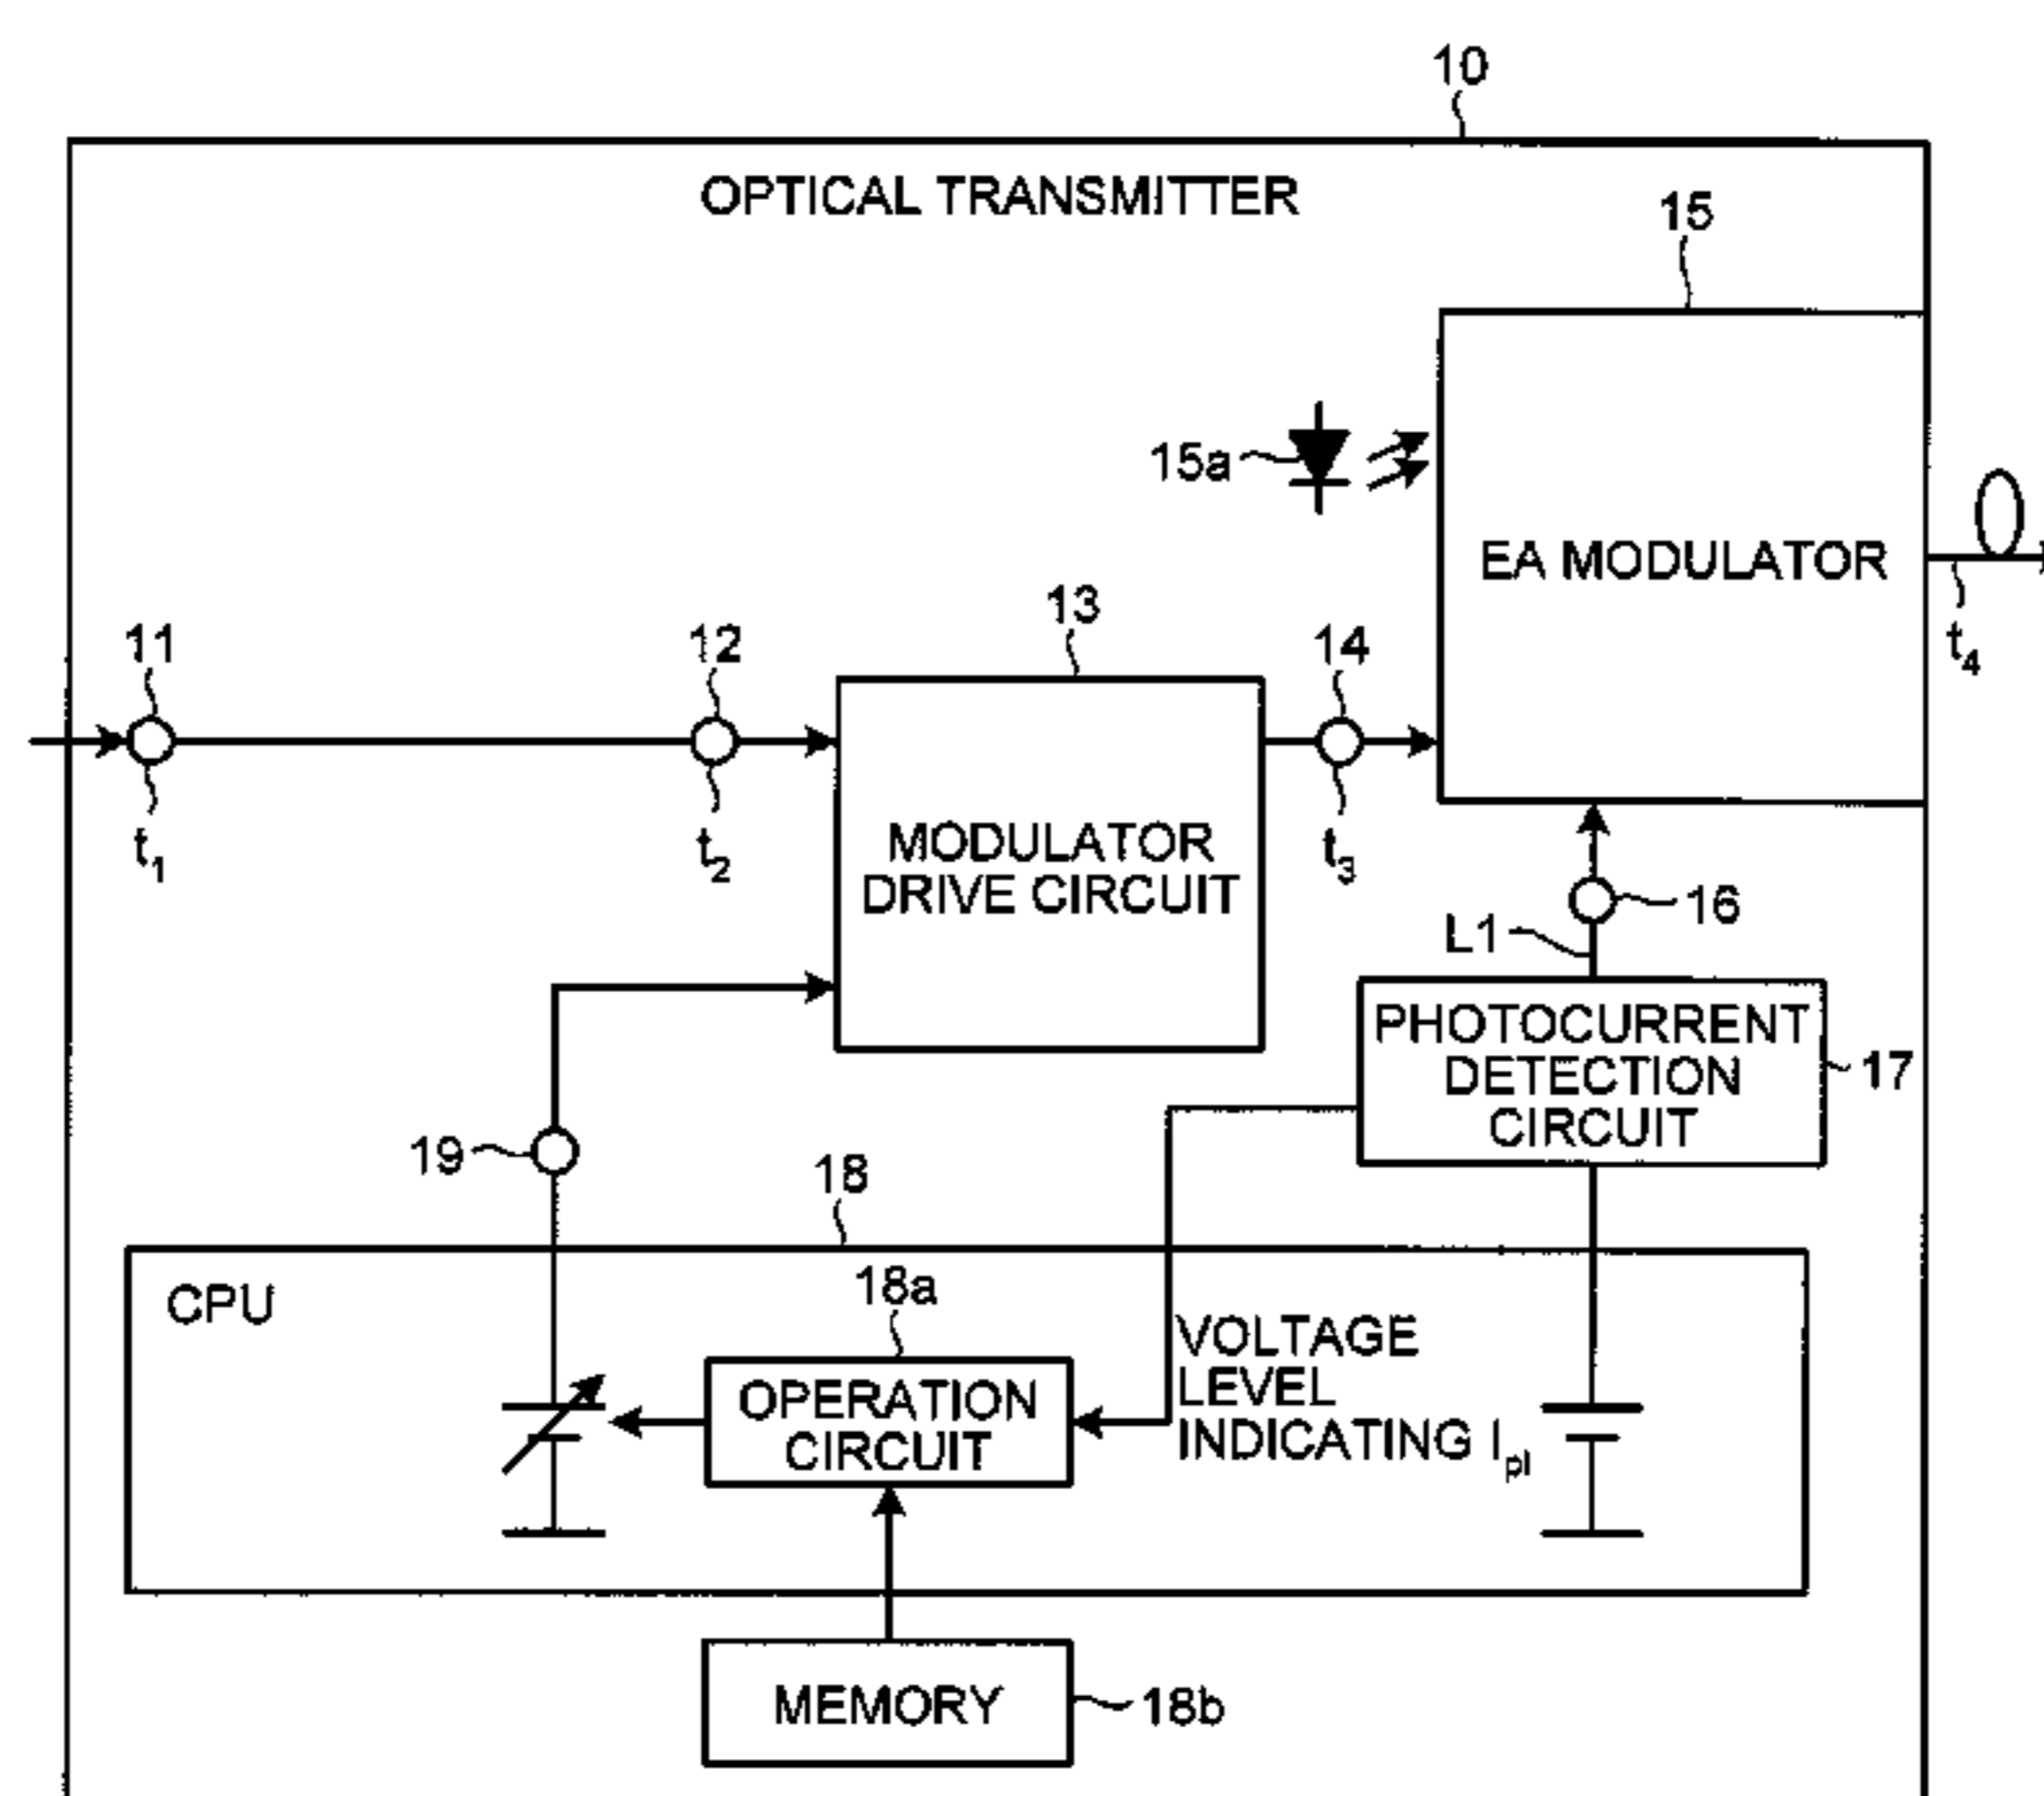 10
OPTICAL TRANSMITTER
15
15a
EA MODULATOR
13
11
12
14
t4
t1
t2
t3
MODULATOR
DRIVE CIRCUIT
16
L1
PHOTOCURRENT
DETECTION
CIRCUIT
17
19
18
CPU
18a
OPERATION
CIRCUIT
VOLTAGE
LEVEL
INDICATING Ipl
MEMORY
18b